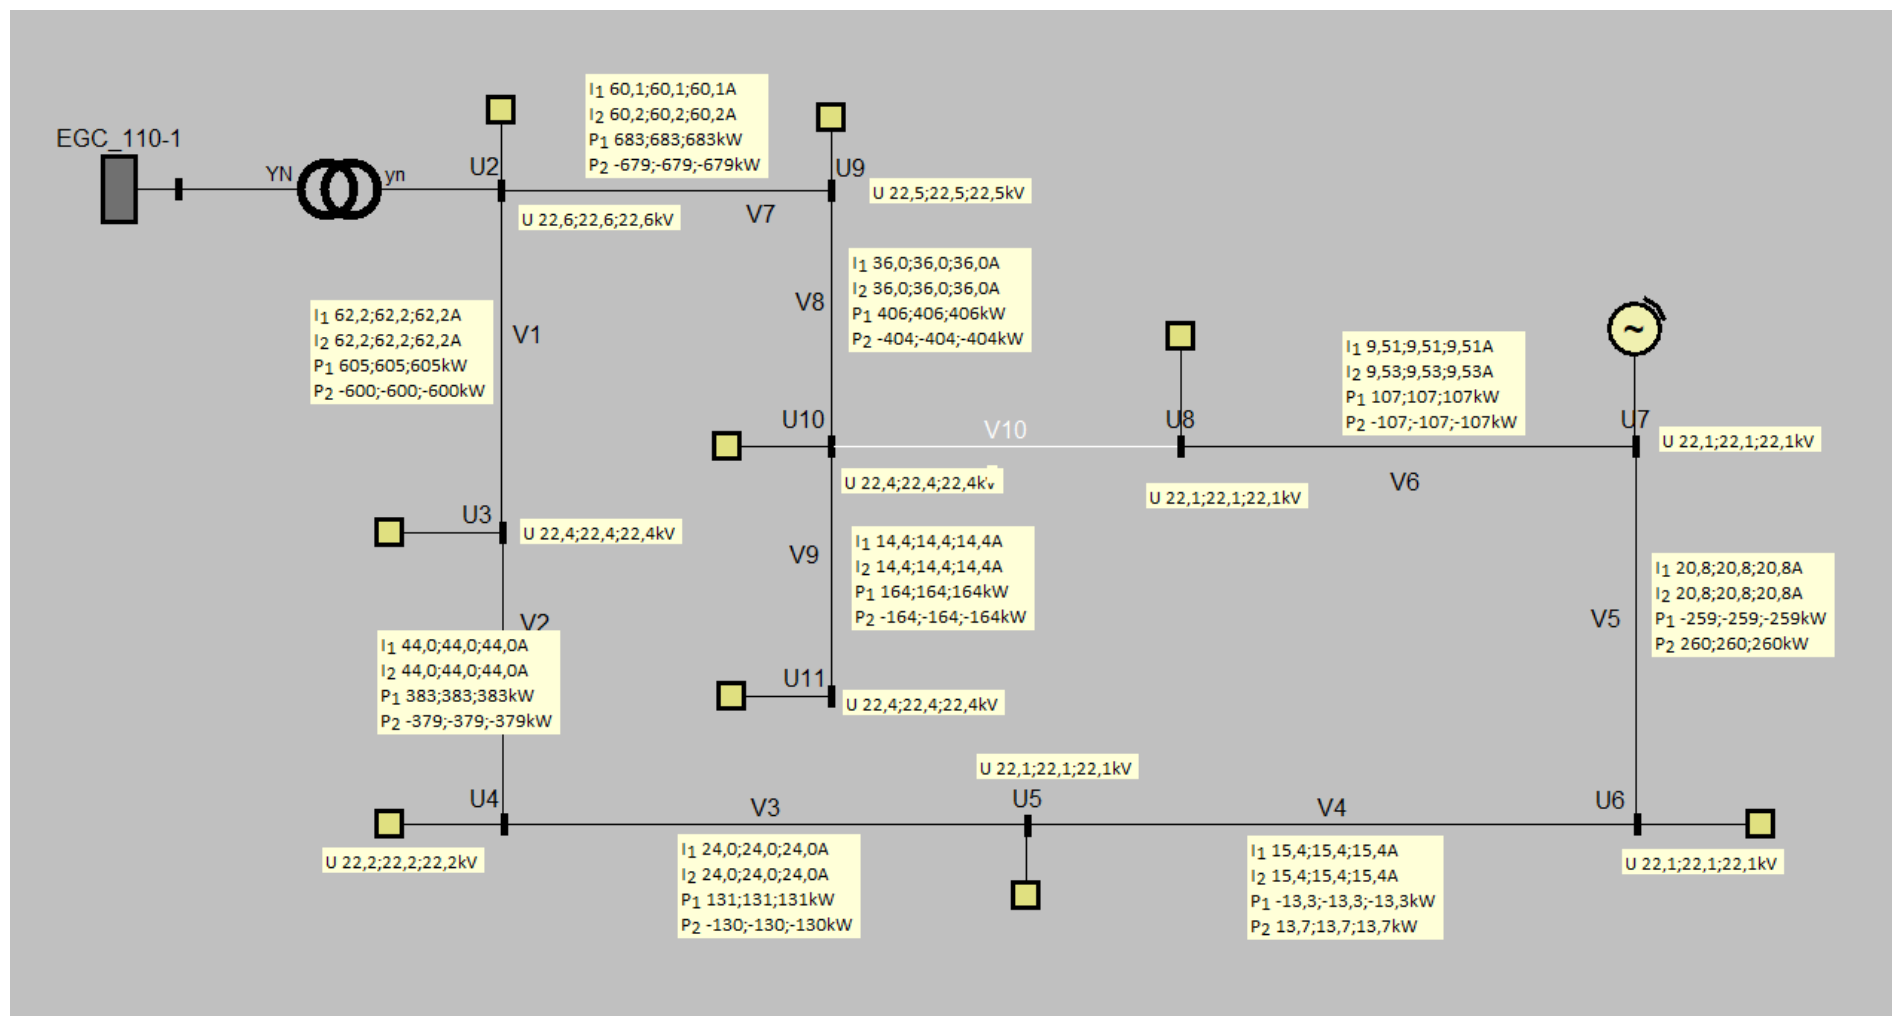 EGC_110-1
YN
yn
U2
I1 60,1;60,1;60,1A
I2 60,2;60,2;60,2A
P1 683;683;683kW
P2 -679;-679;-679kW
U9
U 22,5;22,5;22,5kV
V7
U 22,6;22,6;22,6kV
I1 36,0;36,0;36,0A
I2 36,0;36,0;36,0A
P1 406;406;406kW
P2 -404;-404;-404kW
V8
I1 62,2;62,2;62,2A
I2 62,2;62,2;62,2A
P1 605;605;605kW
P2 -600;-600;-600kW
V1
~
I1 9,51;9,51;9,51A
I2 9,53;9,53;9,53A
P1 107;107;107kW
P2 -107;-107;-107kW
U10
V10
U8
U7
U 22,1;22,1;22,1kV
V6
U 22,4;22,4;22,4kV
U 22,1;22,1;22,1kV
U3
U 22,4;22,4;22,4kV
V9
I1 14,4;14,4;14,4A
I2 14,4;14,4;14,4A
P1 164;164;164kW
P2 -164;-164;-164kW
V5
I1 20,8;20,8;20,8A
I2 20,8;20,8;20,8A
P1 -259;-259;-259kW
P2 260;260;260kW
V2
I1 44,0;44,0;44,0A
I2 44,0;44,0;44,0A
P1 383;383;383kW
P2 -379;-379;-379kW
U11
U 22,4;22,4;22,4kV
U 22,1;22,1;22,1kV
U4
V3
U5
V4
U6
U 22,2;22,2;22,2kV
I1 24,0;24,0;24,0A
I2 24,0;24,0;24,0A
P1 131;131;131kW
P2 -130;-130;-130kW
I1 15,4;15,4;15,4A
I2 15,4;15,4;15,4A
P1 -13,3;-13,3;-13,3kW
P2 13,7;13,7;13,7kW
U 22,1;22,1;22,1kV